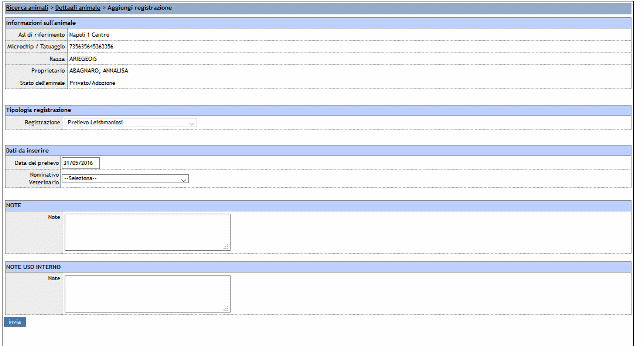 Ricerca animali > Dettagli animale > Aggiungi registrazione
Informazioni sull'animale
Asl di riferimento Napoli 1 Centro
Microchip / Tatuaggio 735635645363356
Razza ARIEGEOIS
Proprietario ABAGNARO, ANNALISA
Stato dell'animale Privato/Adozione
Tipologia registrazione
Registrazione Prelievo Leishmaniosi
Dati da inserire
Data del prelievo 31/05/2016
Nominativo Veterinario --Seleziona--
NOTE
Note
NOTE USO INTERNO
Note
Invia